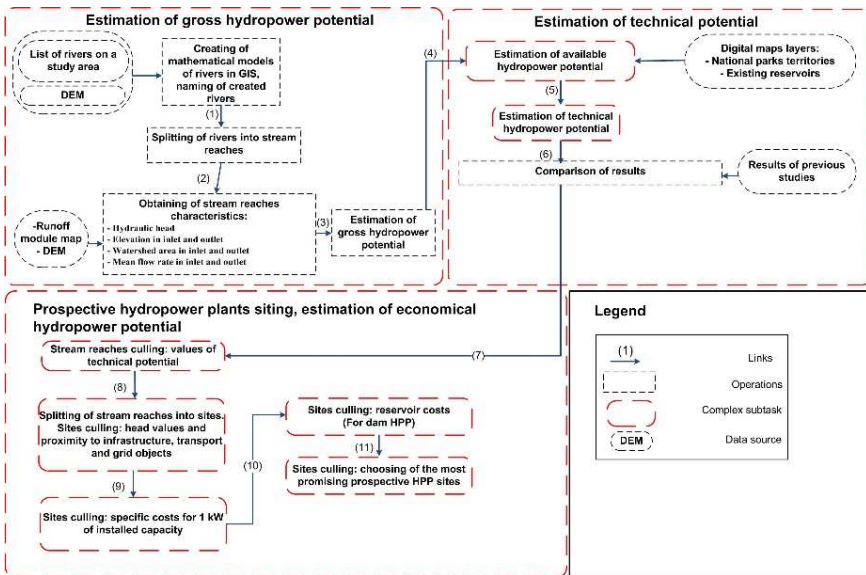 Estimation of gross hydropower potential
List of rivers on a
study area
DEM
Creating of
mathematical models
of rivers in GIS,
naming of created
rivers
(1)
Splitting of rivers into stream
reaches
(2)
Obtaining of stream reaches
characteristics:
- Hydraulic head
- Elevation in inlet and outlet
- Watershed area in inlet and outlet
- Mean flow rate in inlet and outlet
-Runoff
module map
- DEM
(3)
Estimation of
gross hydropower
potential
(4)
Estimation of technical potential
Estimation of available
hydropower potential
Digital maps layers:
- National parks territories
- Existing reservoirs
(5)
Estimation of technical
hydropower potential
(6)
Comparison of results
Results of previous
studies
Prospective hydropower plants siting, estimation of economical
hydropower potential
(7)
Stream reaches culling: values of
technical potential
(8)
Splitting of stream reaches into sites.
Sites culling: head values and
proximity to infrastructure, transport
and grid objects
(9)
Sites culling: specific costs for 1 kW
of installed capacity
(10)
Sites culling: reservoir costs
(For dam HPP)
(11)
Sites culling: choosing of the most
promising prospective HPP sites
Legend
(1)
Links
Operations
Complex subtask
DEM
Data source